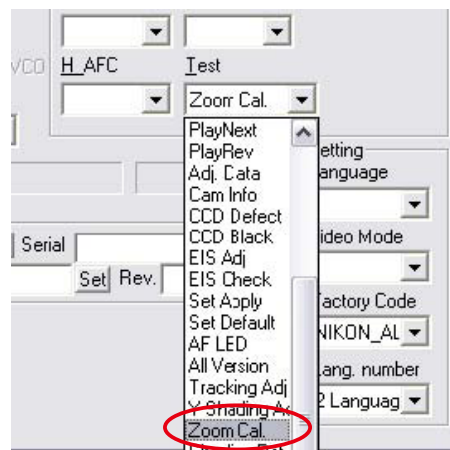 VCO H_AFC Test
Zoom Cal.
PlayNext
PlayRev
Adj. Data
Cam Info
CCD Defect
CCD Black
EIS Adj
EIS Check
Set Apply
Set Default
AF LED
All Version
Tracking Adj
Y Shading
Zoom Cal.
etting
anguage
ideo Mode
actory Code
NIKON_AL
ang. number
2 Languag
Serial
Set Rev.